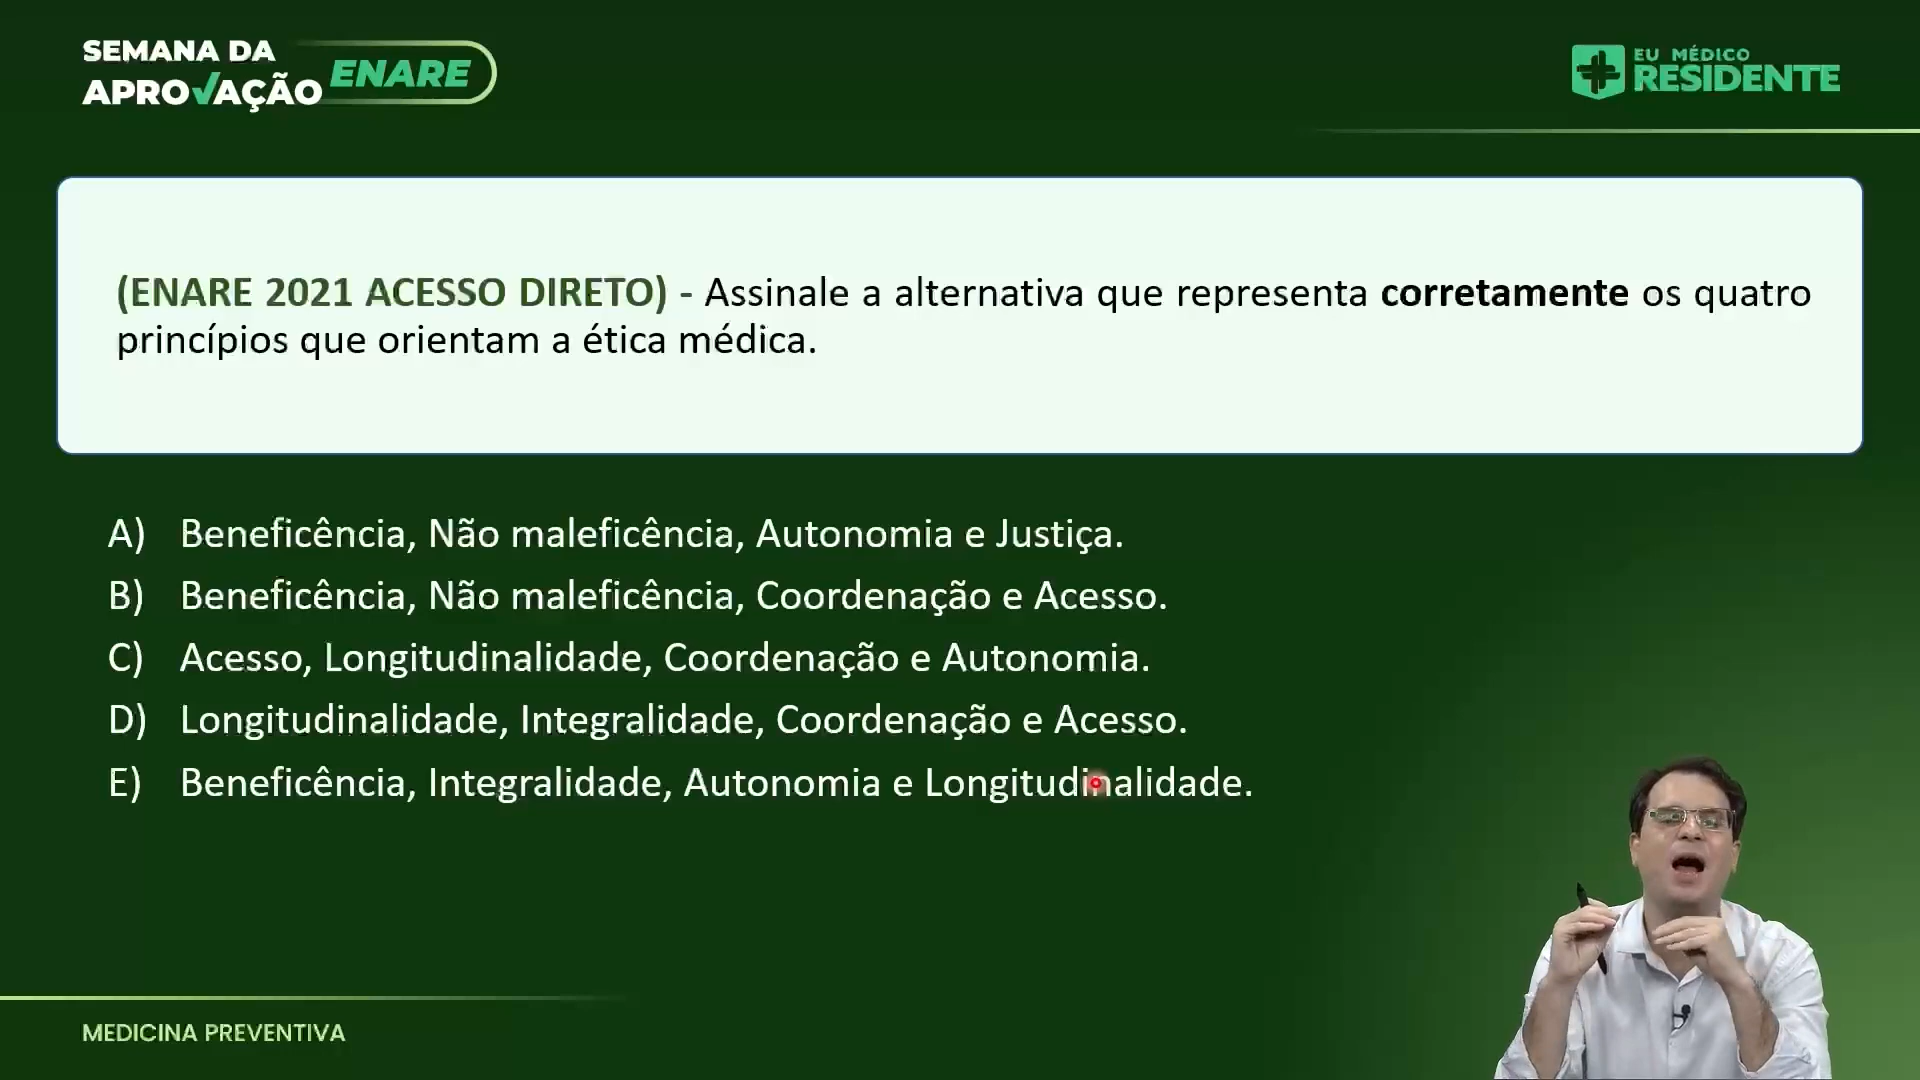 SEMANA DA
APROVAÇÃO ENARE
EU MÉDICO
RESIDENTE
(ENARE 2021 ACESSO DIRETO) - Assinale a alternativa que representa corretamente os quatro
princípios que orientam a ética médica.
A) Beneficência, Não maleficência, Autonomia e Justiça.
B) Beneficência, Não maleficência, Coordenação e Acesso.
C) Acesso, Longitudinalidade, Coordenação e Autonomia.
D) Longitudinalidade, Integralidade, Coordenação e Acesso.
E) Beneficência, Integralidade, Autonomia e Longitudinalidade.
MEDICINA PREVENTIVA